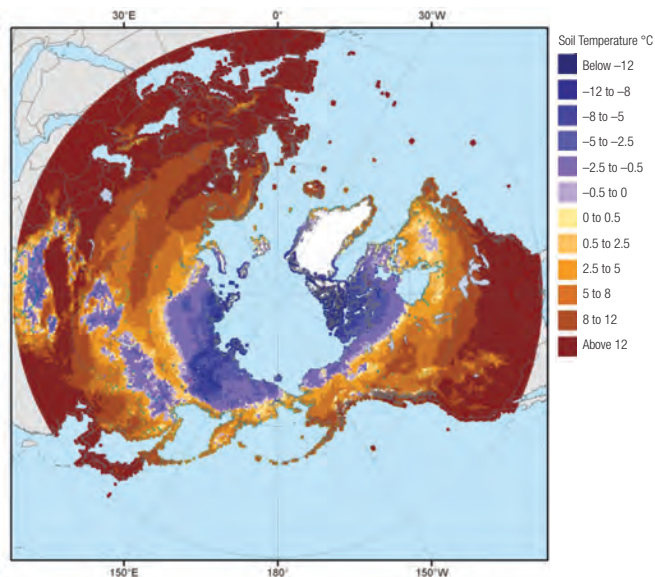 30°E 0° 30°W
Soil Temperature °C
Below –12
–12 to –8
–8 to –5
–5 to –2.5
–2.5 to –0.5
–0.5 to 0
0 to 0.5
0.5 to 2.5
2.5 to 5
5 to 8
8 to 12
Above 12
150°E 180° 150°W